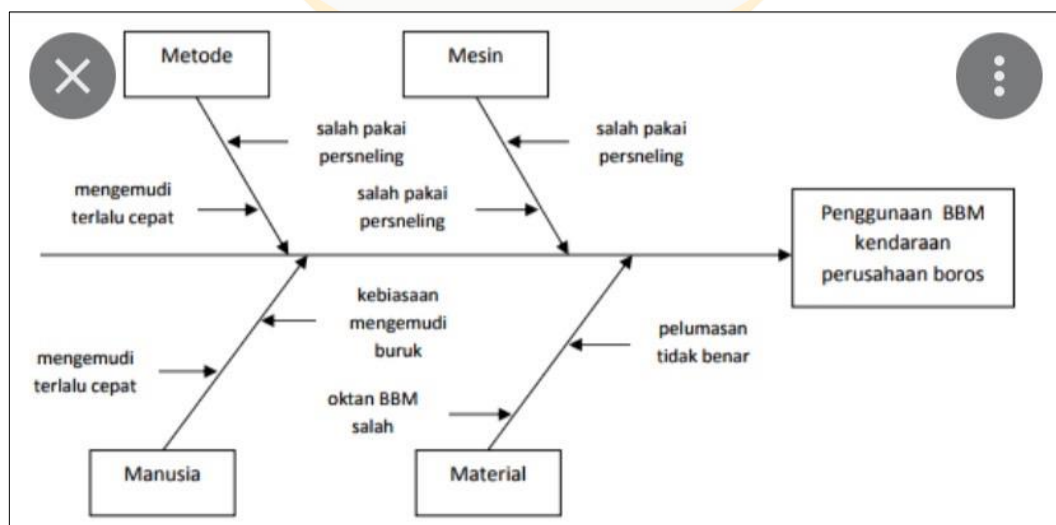 Metode
Mesin
salah pakai
persneling
salah pakai
persneling
mengemudi
terlalu cepat
salah pakai
persneling
Penggunaan BBM
kendaraan
perusahaan boros
kebiasaan
mengemudi
buruk
pelumasan
tidak benar
mengemudi
terlalu cepat
oktan BBM
salah
Manusia
Material